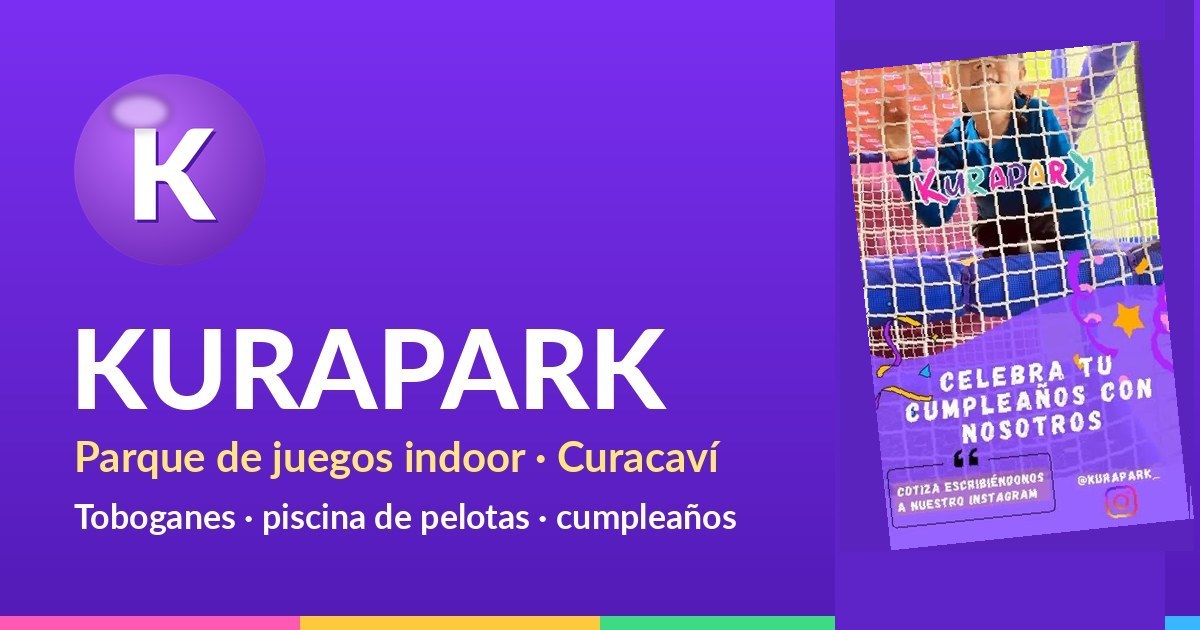 K
KURAPARK
Parque de juegos indoor · Curacaví
Toboganes · piscina de pelotas · cumpleaños
KURAPARK
CELEBRA TU
CUMPLEAÑOS CON
NOSOTROS
“
COTIZA ESCRIBIÉNDONOS
A NUESTRO INSTAGRAM
@KURAPARK_